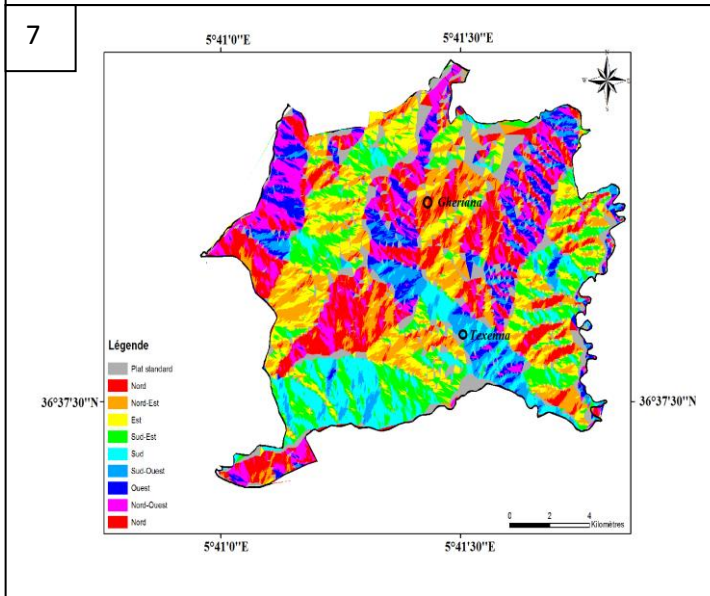 7
5°41'0"E 5°41'30"E
N
W
Gheriana
Texenna
Légende
Plat standard
Nord
Nord-Est
Est
Sud-Est
Sud
Sud-Ouest
Ouest
Nord-Ouest
Nord
36°37'30"N 36°37'30"N
0 2 4
Kilomètres
5°41'0"E 5°41'30"E